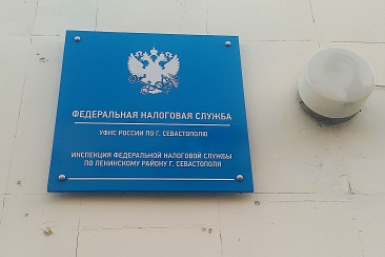 ФЕДЕРАЛЬНАЯ НАЛОГОВАЯ СЛУЖБА
УФНС РОССИИ ПО Г. СЕВАСТОПОЛЮ
ИНСПЕКЦИЯ ФЕДЕРАЛЬНОЙ НАЛОГОВОЙ СЛУЖБЫ
ПО ЛЕНИНСКОМУ РАЙОНУ Г. СЕВАСТОПОЛЯ